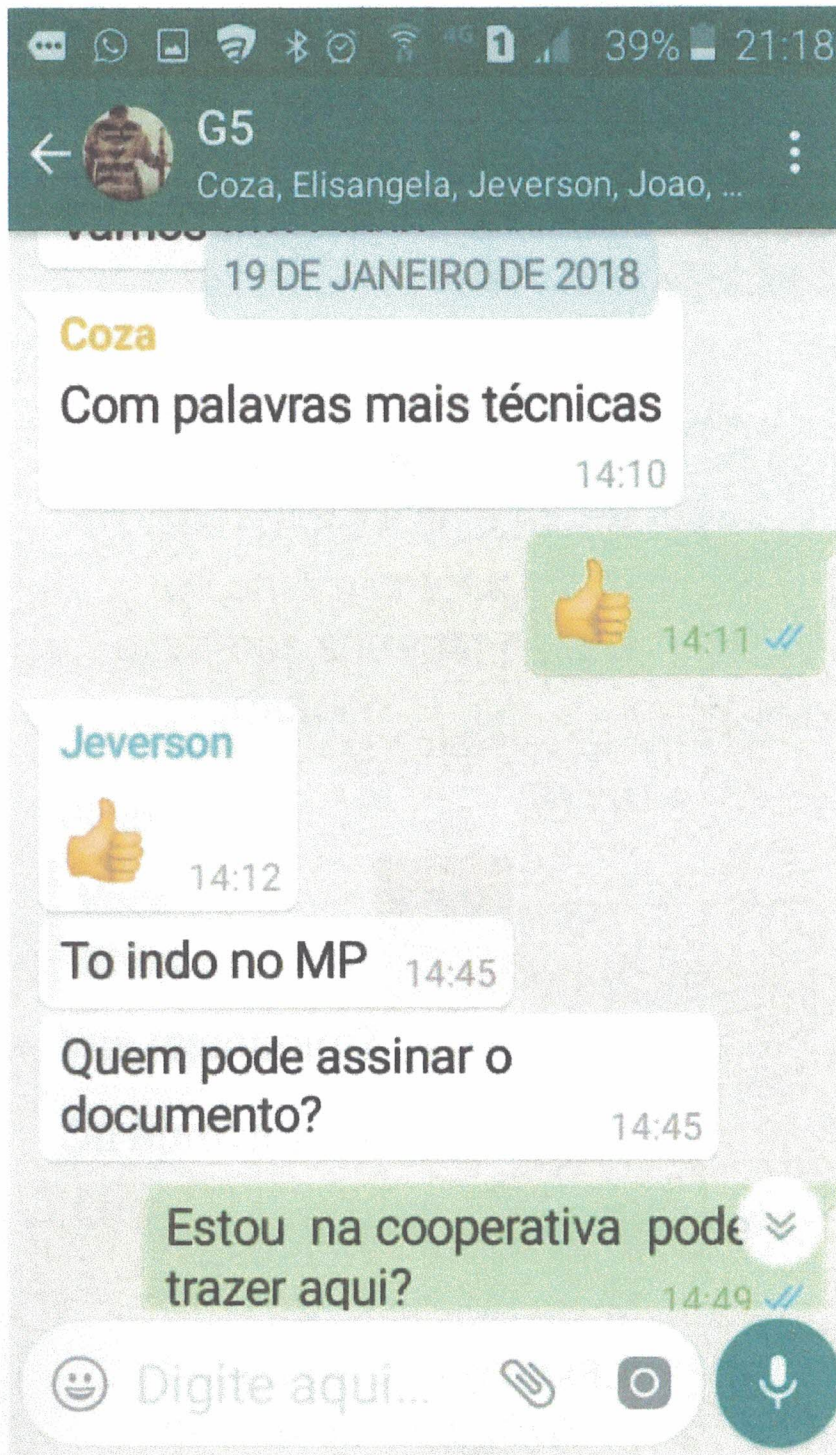 4G 1 39% 21:18
G5
Coza, Elisangela, Jeverson, Joao, ...
19 DE JANEIRO DE 2018
Coza
Com palavras mais técnicas
14:10
14:11
Jeverson
14:12
To indo no MP 14:45
Quem pode assinar o
documento? 14:45
Estou na cooperativa pode
trazer aqui? 14:49
Digite aqui...